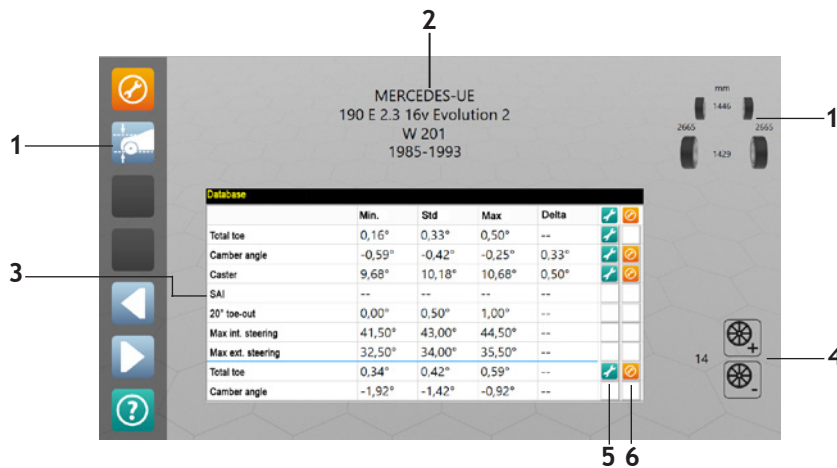 2
MERCEDES-UE
190 E 2.3 16v Evolution 2
W 201
1985-1993
mm
1446
2665 2665
1429
1
1
Database
Min. Std Max Delta
Total toe 0,16° 0,33° 0,50° --
Camber angle -0,59° -0,42° -0,25° 0,33°
Caster 9,68° 10,18° 10,68° 0,50°
3
SAI -- -- -- --
20° toe-out 0,00° 0,50° 1,00° --
Max int. steering 41,50° 43,00° 44,50° --
Max ext. steering 32,50° 34,00° 35,50° --
Total toe 0,34° 0,42° 0,59° --
Camber angle -1,92° -1,42° -0,92° --
14
+
-
4
?
5 6